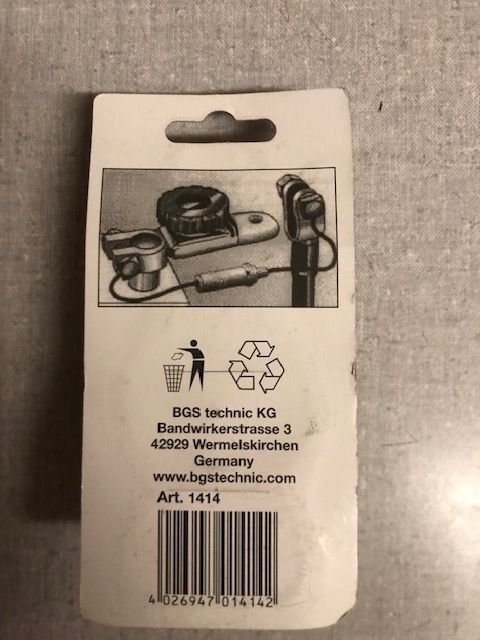 BGS technic KG
Bandwirkerstrasse 3
42929 Wermelskirchen
Germany
www.bgstechnic.com
Art. 1414
4 026947 014142